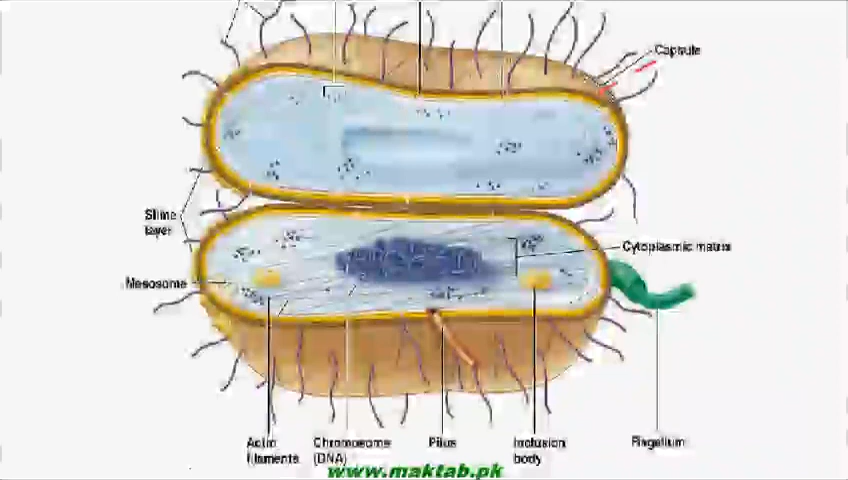 Capsule
Slime
layer
Cytoplasmic matrix
Mesosome
Actin
filaments
Chromosome
(DNA)
Pilus
Inclusion
body
Flagellum
www.maktab.pk